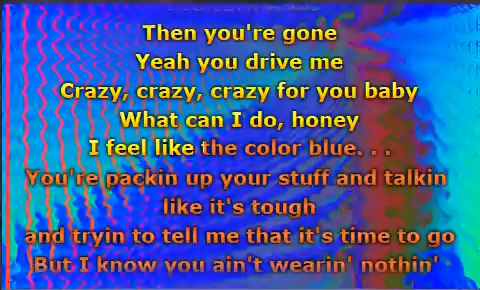 Then you're gone
Yeah you drive me
Crazy, crazy, crazy for you baby
What can I do, honey
I feel like the color blue. . .
You're packin up your stuff and talkin
like it's tough
and tryin to tell me that it's time to go
But I know you ain't wearin' nothin'